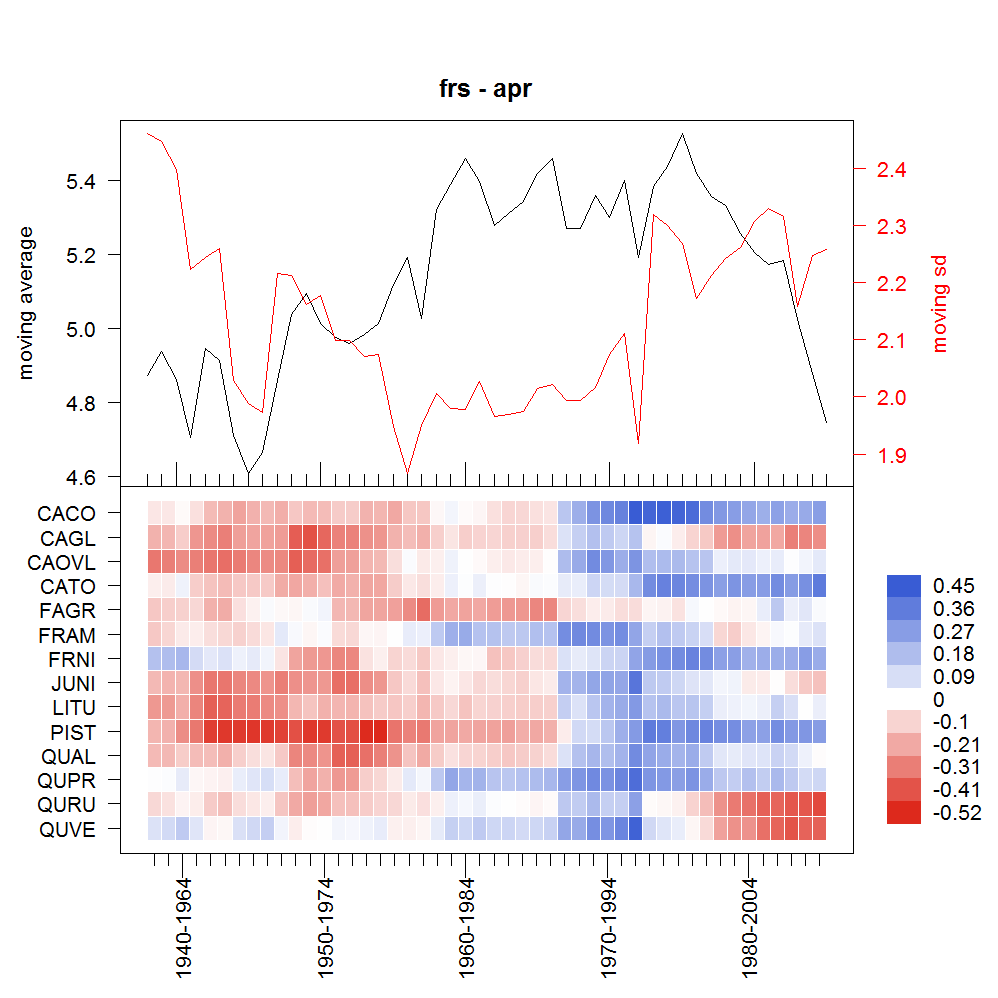 frs - apr
moving average
5.4
5.2
5.0
4.8
4.6
2.4
2.3
2.2
2.1
2.0
1.9
moving sd
CACO
CAGL
CAOVL
CATO
FAGR
FRAM
FRNI
JUNI
LITU
PIST
QUAL
QUPR
QURU
QUVE
0.45
0.36
0.27
0.18
0.09
0
-0.1
-0.21
-0.31
-0.41
-0.52
1940-1964
1950-1974
1960-1984
1970-1994
1980-2004